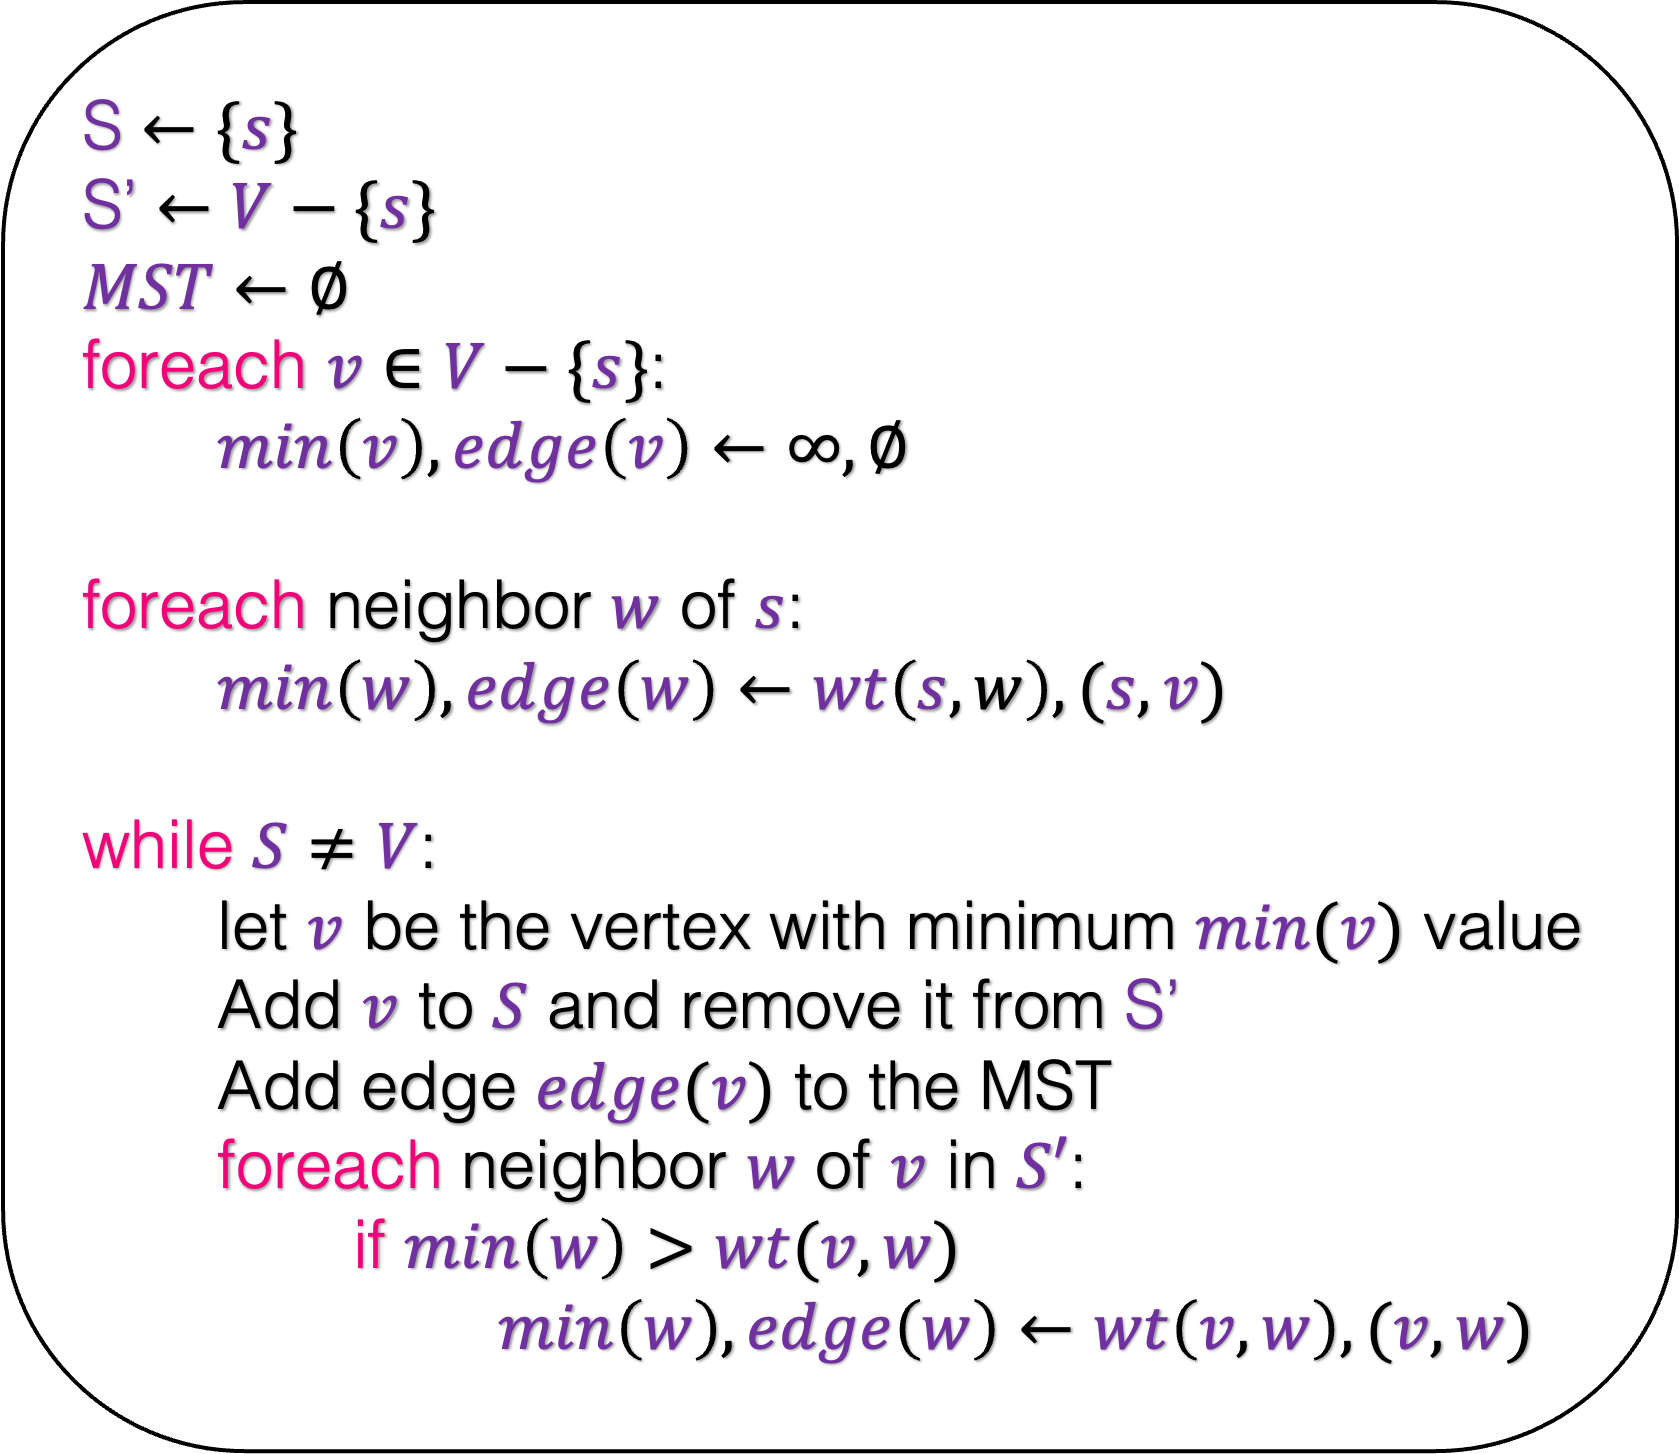 S ← {s}
S’ ← V − {s}
MST ← ∅
foreach v ∈ V − {s}:
min(v), edge(v) ← ∞, ∅
foreach neighbor w of s:
min(w), edge(w) ← wt(s, w), (s, v)
while S ≠ V:
let v be the vertex with minimum min(v) value
Add v to S and remove it from S’
Add edge edge(v) to the MST
foreach neighbor w of v in S′:
if min(w) > wt(v, w)
min(w), edge(w) ← wt(v, w), (v, w)